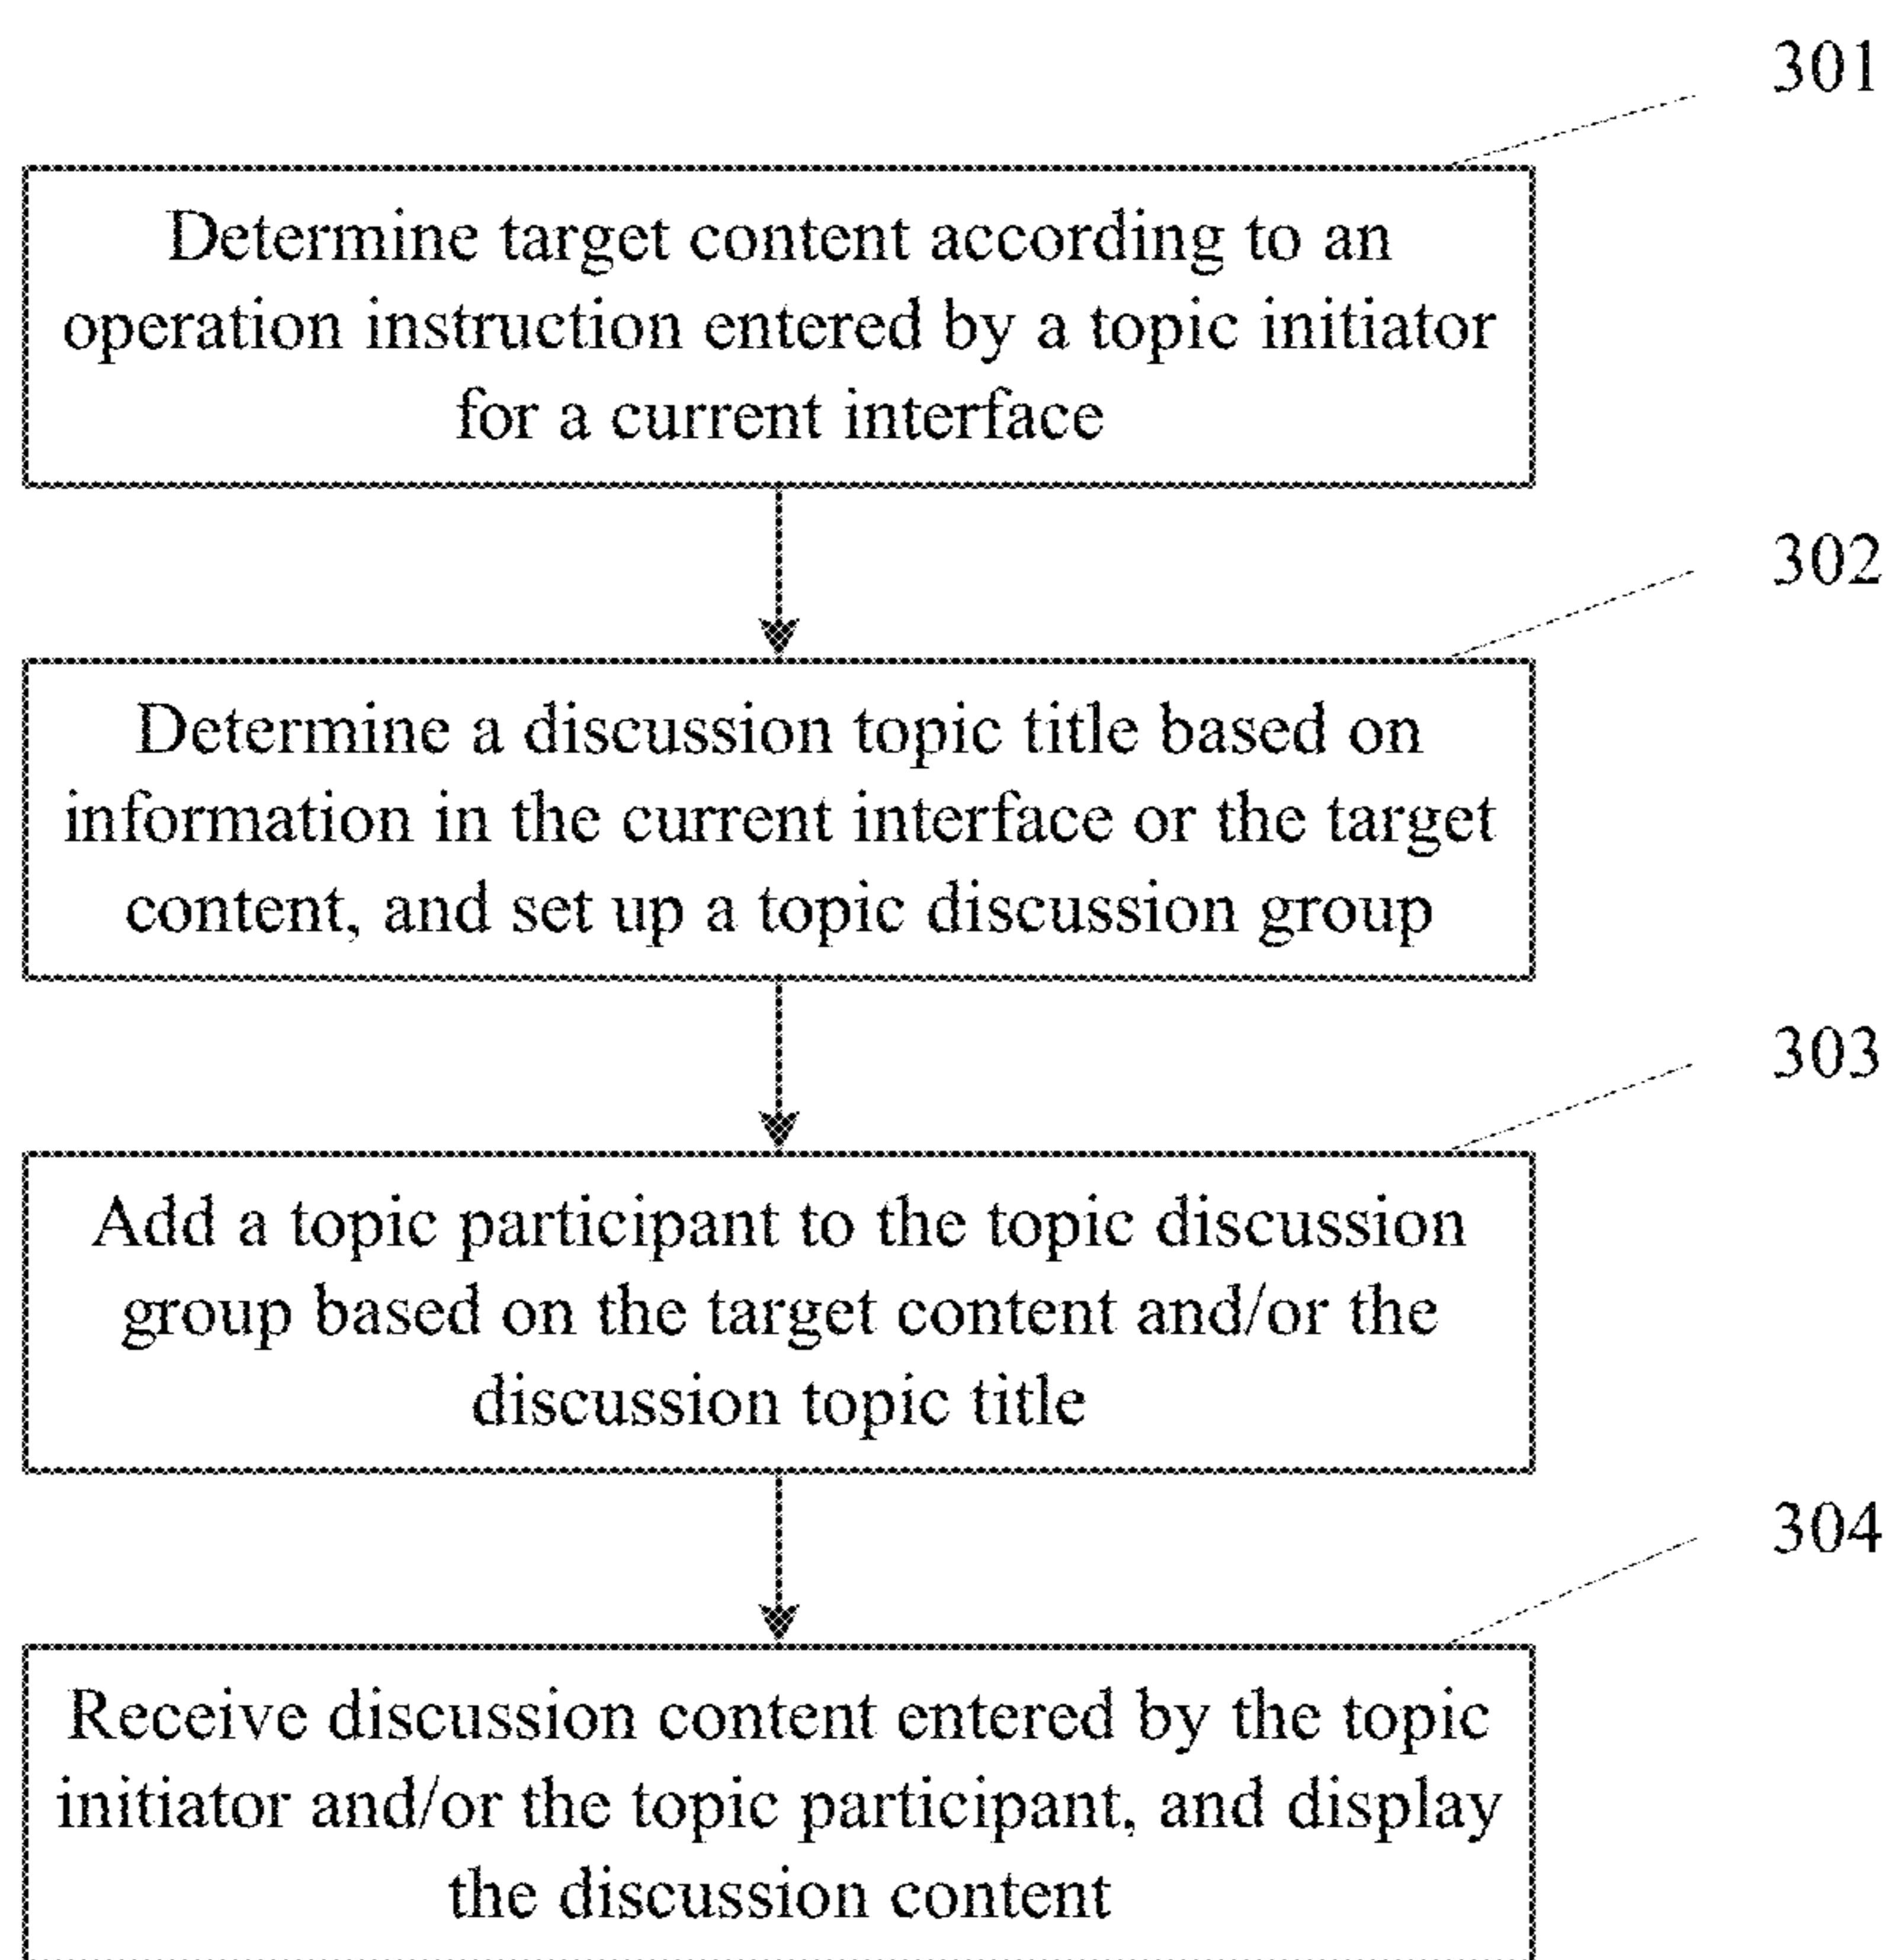 301
Determine target content according to an
operation instruction entered by a topic initiator
for a current interface
302
Determine a discussion topic title based on
information in the current interface or the target
content, and set up a topic discussion group
303
Add a topic participant to the topic discussion
group based on the target content and/or the
discussion topic title
304
Receive discussion content entered by the topic
initiator and/or the topic participant, and display
the discussion content